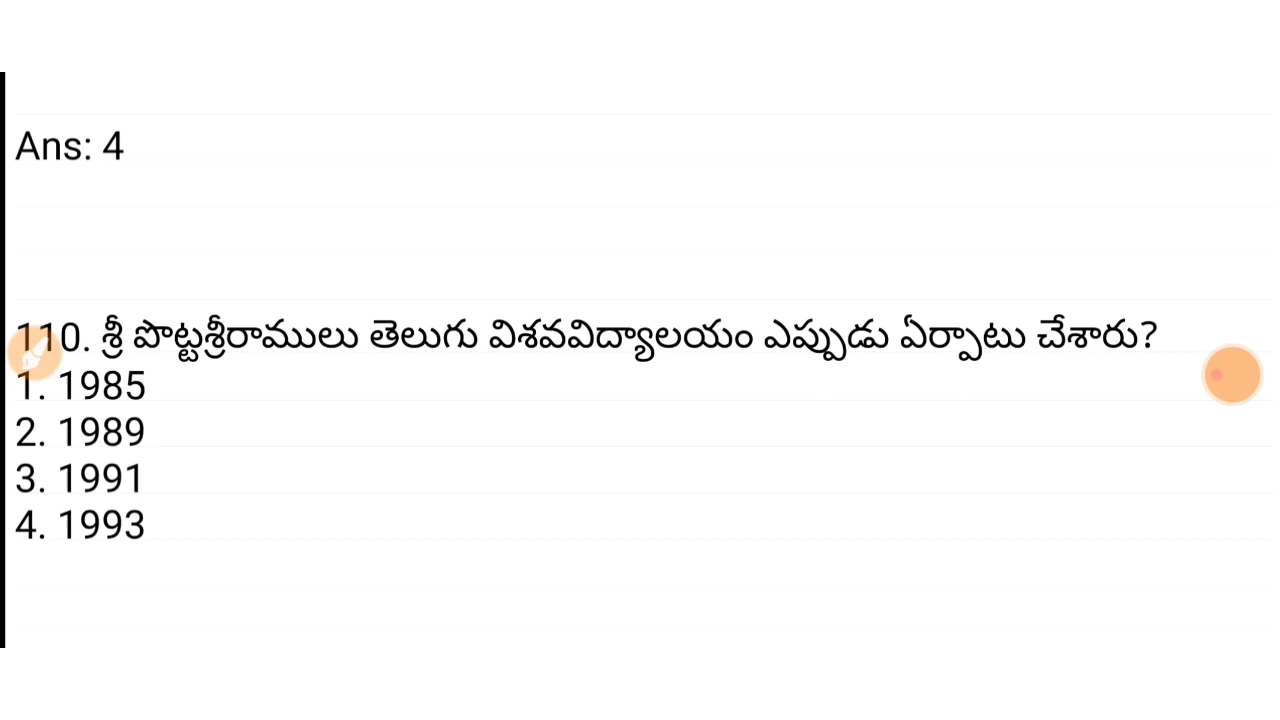 Ans: 4
110. శ్రీ పొట్టశ్రీరాములు తెలుగు విశవవిద్యాలయం ఎప్పుడు ఏర్పాటు చేశారు?
1. 1985
2. 1989
3. 1991
4. 1993